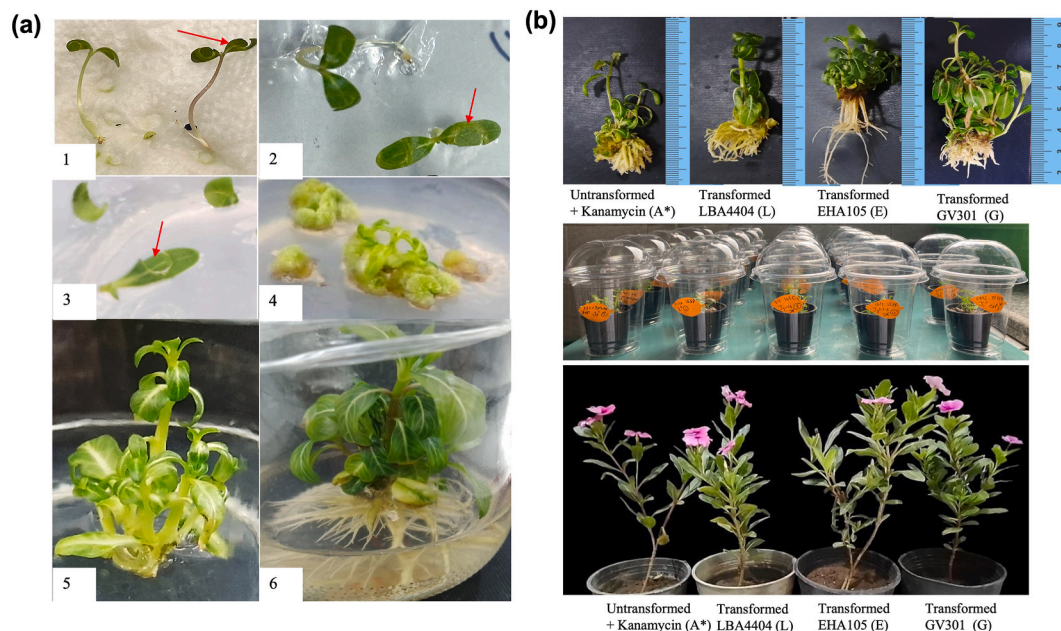 (a)
1
2
3
4
5
6
(b)
Untransformed
+ Kanamycin (A*)
Transformed
LBA4404 (L)
Transformed
EHA105 (E)
Transformed
GV301 (G)
Untransformed
+ Kanamycin (A*)
Transformed
LBA4404 (L)
Transformed
EHA105 (E)
Transformed
GV301 (G)